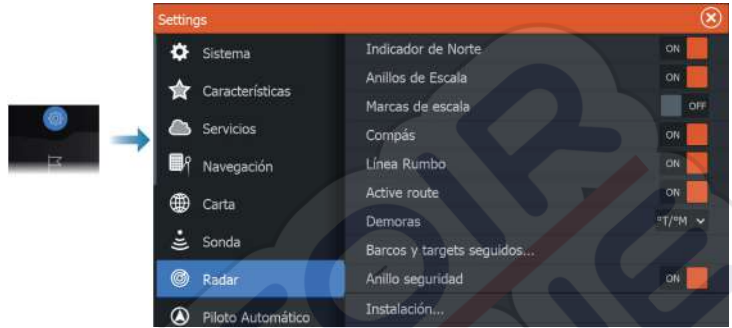 Settings
Sistema
Características
Servicios
Navegación
Carta
Sonda
Radar
Piloto Automático
Indicador de Norte ON
Anillos de Escala ON
Marcas de escala OFF
Compás ON
Línea Rumbo ON
Active route ON
Demoras °T/°M
Barcos y targets seguidos...
Anillo seguridad ON
Instalación...